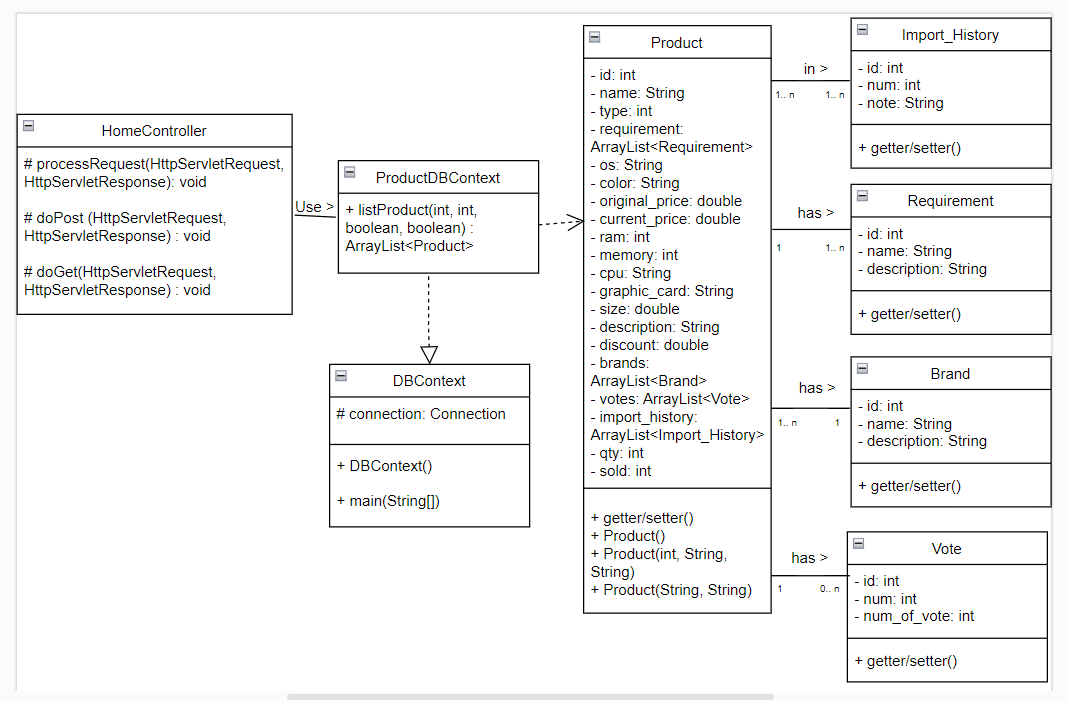 HomeController
# processRequest(HttpServletRequest,
HttpServletResponse): void
# doPost (HttpServletRequest,
HttpServletResponse) : void
# doGet(HttpServletRequest,
HttpServletResponse) : void
Use >
ProductDBContext
+ listProduct(int, int,
boolean, boolean) :
ArrayList<Product>
DBContext
# connection: Connection
+ DBContext()
+ main(String[])
Product
- id: int
- name: String
- type: int
- requirement:
ArrayList<Requirement>
- os: String
- color: String
- original_price: double
- current_price: double
- ram: int
- memory: int
- cpu: String
- graphic_card: String
- size: double
- description: String
- discount: double
- brands:
ArrayList<Brand>
- votes: ArrayList<Vote>
- import_history:
ArrayList<Import_History>
- qty: int
- sold: int
+ getter/setter()
+ Product()
+ Product(int, String,
String)
+ Product(String, String)
in >
1.. n
1.. n
Import_History
- id: int
- num: int
- note: String
+ getter/setter()
has >
1
1.. n
Requirement
- id: int
- name: String
- description: String
+ getter/setter()
has >
1.. n
1
Brand
- id: int
- name: String
- description: String
+ getter/setter()
has >
1
0.. n
Vote
- id: int
- num: int
- num_of_vote: int
+ getter/setter()